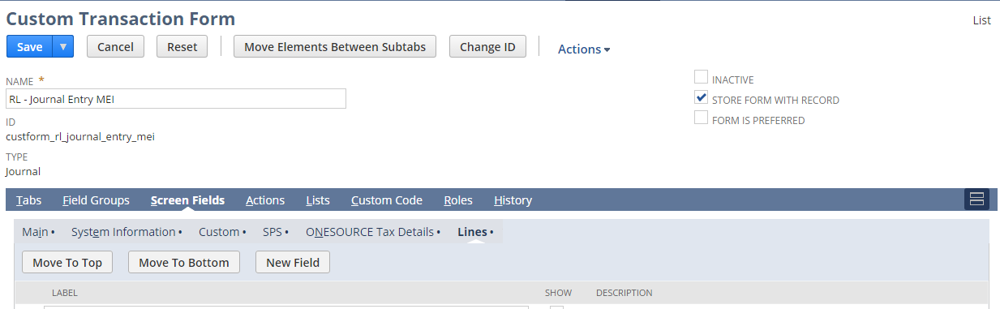 Custom Transaction Form
List
Save
Cancel
Reset
Move Elements Between Subtabs
Change ID
Actions
NAME *
RL - Journal Entry MEI
ID
custform_rl_journal_entry_mei
TYPE
Journal
INACTIVE
STORE FORM WITH RECORD
FORM IS PREFERRED
Tabs Field Groups Screen Fields Actions Lists Custom Code Roles History
Main • System Information • Custom • SPS • ONESOURCE Tax Details • Lines •
Move To Top
Move To Bottom
New Field
LABEL SHOW DESCRIPTION